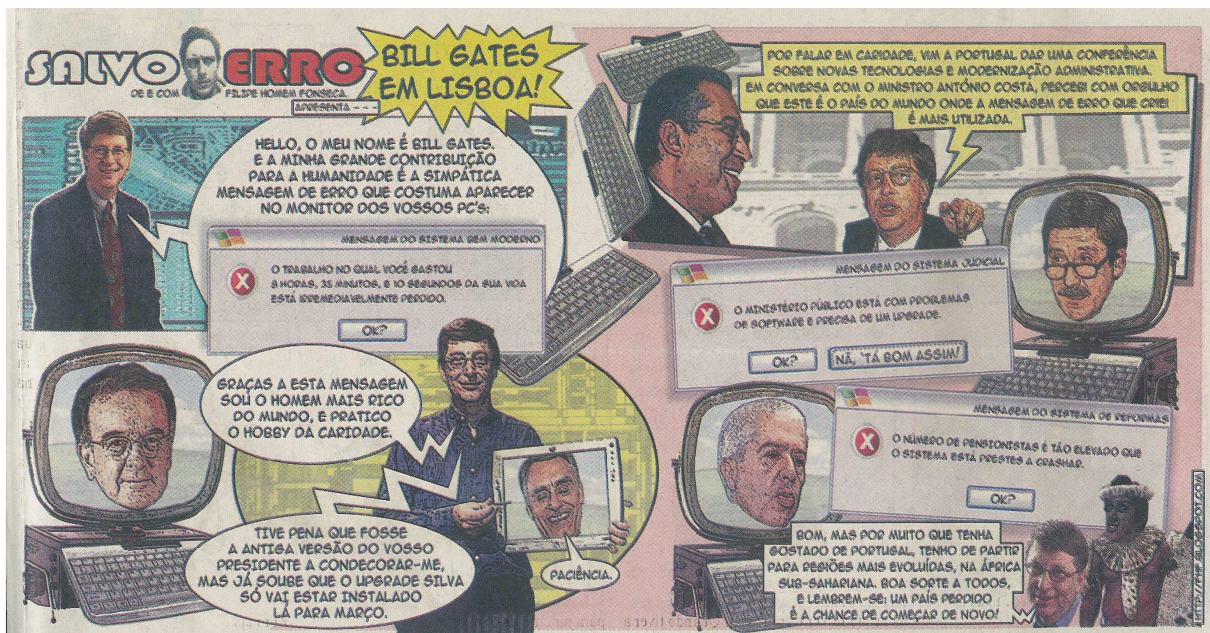 SALVO ERRO
DE E COM FILIPE HOMEM FONSECA.
APRESENTA - - -
BILL GATES
EM LISBOA!
HELLO, O MEU NOME É BILL GATES.
E A MINHA GRANDE CONTRIBUIÇÃO
PARA A HUMANIDADE É A SIMPÁTICA
MENSAGEM DE ERRO QUE COSTUMA APARECER
NO MONITOR DOS VOSSOS PC'S:
MENSAGEM DO SISTEMA BEM MODERNO
O TRABALHO NO QUAL VOCÊ GASTOU
8 HORAS, 35 MINUTOS, E 10 SEGUNDOS DA SUA VIDA
ESTÁ IRREMEDIAVELMENTE PERDIDO.
OK?
GRAÇAS A ESTA MENSAGEM
SOU O HOMEM MAIS RICO
DO MUNDO, E PRATICO
O HOBBY DA CARIDADE.
TIVE PENA QUE FOSSE
A ANTIGA VERSÃO DO VOSSO
PRESIDENTE A CONDECORAR-ME,
MAS JÁ SOUBE QUE O UPGRADE SILVA
SÓ VAI ESTAR INSTALADO
LÁ PARA MARÇO.
PACIÊNCIA.
POR FALAR EM CARIDADE, VIM A PORTUGAL DAR UMA CONFERÊNCIA
SOBRE NOVAS TECNOLOGIAS E MODERNIZAÇÃO ADMINISTRATIVA.
EM CONVERSA COM O MINISTRO ANTÓNIO COSTA, PERCEBI COM ORGULHO
QUE ESTE É O PAÍS DO MUNDO ONDE A MENSAGEM DE ERRO QUE CRIEI
É MAIS UTILIZADA.
MENSAGEM DO SISTEMA JUDICIAL
O MINISTÉRIO PÚBLICO ESTÁ COM PROBLEMAS
DE SOFTWARE E PRECISA DE UM UPGRADE.
OK?
NÃ, 'TÁ BOM ASSIM!
MENSAGEM DO SISTEMA DE REFORMAS
O NÚMERO DE PENSIONISTAS É TÃO ELEVADO QUE
O SISTEMA ESTÁ PRESTES A CRASHAR.
OK?
BOM, MAS POR MUITO QUE TENHA
GOSTADO DE PORTUGAL, TENHO DE PARTIR
PARA REGIÕES MAIS EVOLUÍDAS, NA ÁFRICA
SUB-SAHARIANA. BOA SORTE A TODOS,
E LEMBREM-SE: UM PAÍS PERDIDO
É A CHANCE DE COMEÇAR DE NOVO!
HTTP://FHF.BLOGSPOT.COM